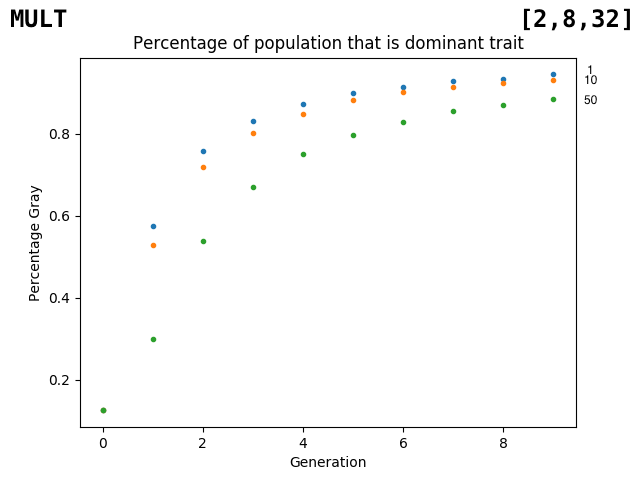 MULT [2,8,32]
Percentage of population that is dominant trait
1
10
50
0.8
0.6
0.4
0.2
Percentage Gray
0 2 4 6 8
Generation